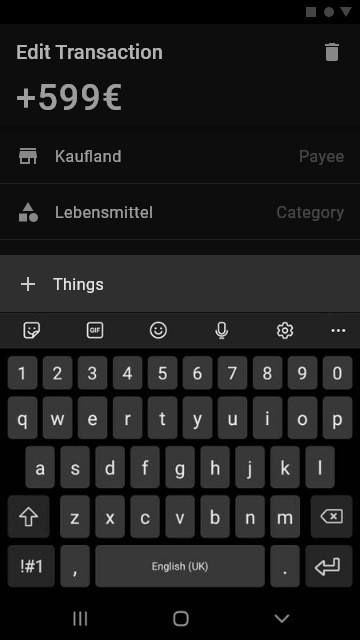 Edit Transaction
+599€
Kaufland Payee
Lebensmittel Category
Things
GIF
1 2 3 4 5 6 7 8 9 0
q w e r t y u i o p
a s d f g h j k l
z x c v b n m
!#1 , English (UK) .